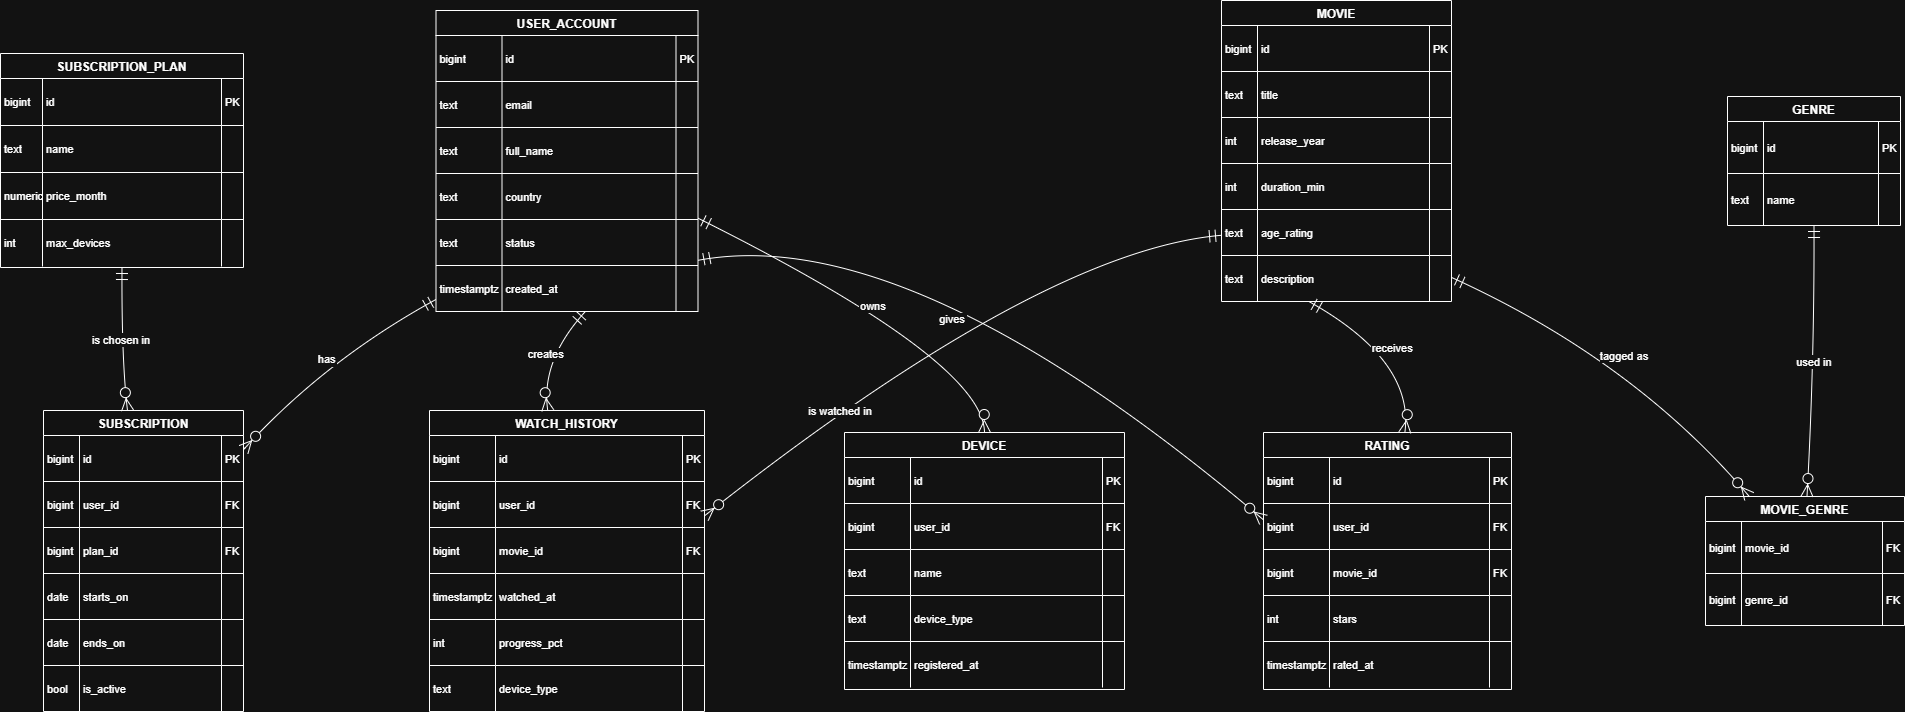 SUBSCRIPTION_PLAN
bigint id PK
text name
numeric price_month
int max_devices
USER_ACCOUNT
bigint id PK
text email
text full_name
text country
text status
timestamptz created_at
MOVIE
bigint id PK
text title
int release_year
int duration_min
text age_rating
text description
GENRE
bigint id PK
text name
is chosen in
has
creates
owns
gives
is watched in
receives
tagged as
used in
SUBSCRIPTION
bigint id PK
bigint user_id FK
bigint plan_id FK
date starts_on
date ends_on
bool is_active
WATCH_HISTORY
bigint id PK
bigint user_id FK
bigint movie_id FK
timestamptz watched_at
int progress_pct
text device_type
DEVICE
bigint id PK
bigint user_id FK
text name
text device_type
timestamptz registered_at
RATING
bigint id PK
bigint user_id FK
bigint movie_id FK
int stars
timestamptz rated_at
MOVIE_GENRE
bigint movie_id FK
bigint genre_id FK